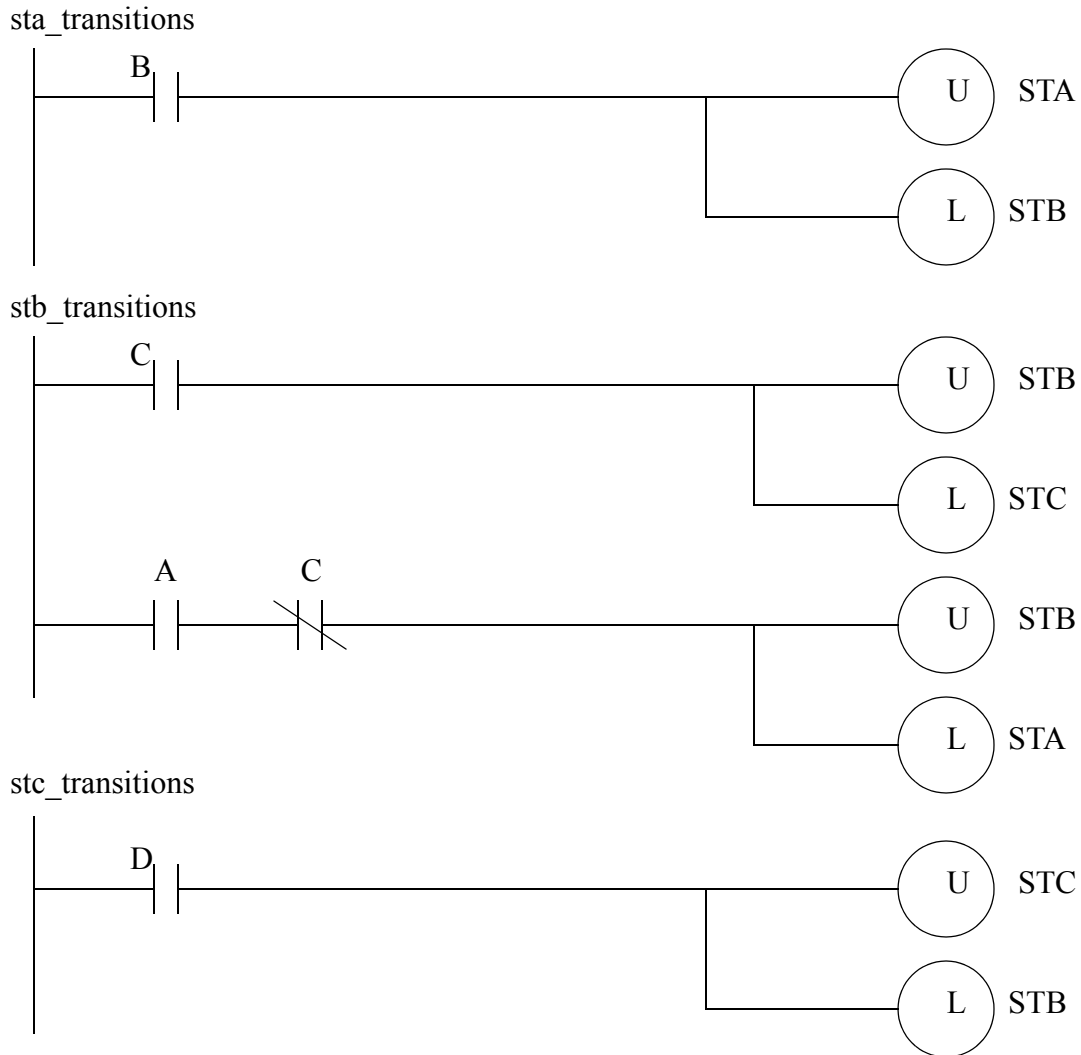 sta_transitions
B
U STA
L STB
stb_transitions
C
U STB
L STC
A C
U STB
L STA
stc_transitions
D
U STC
L STB